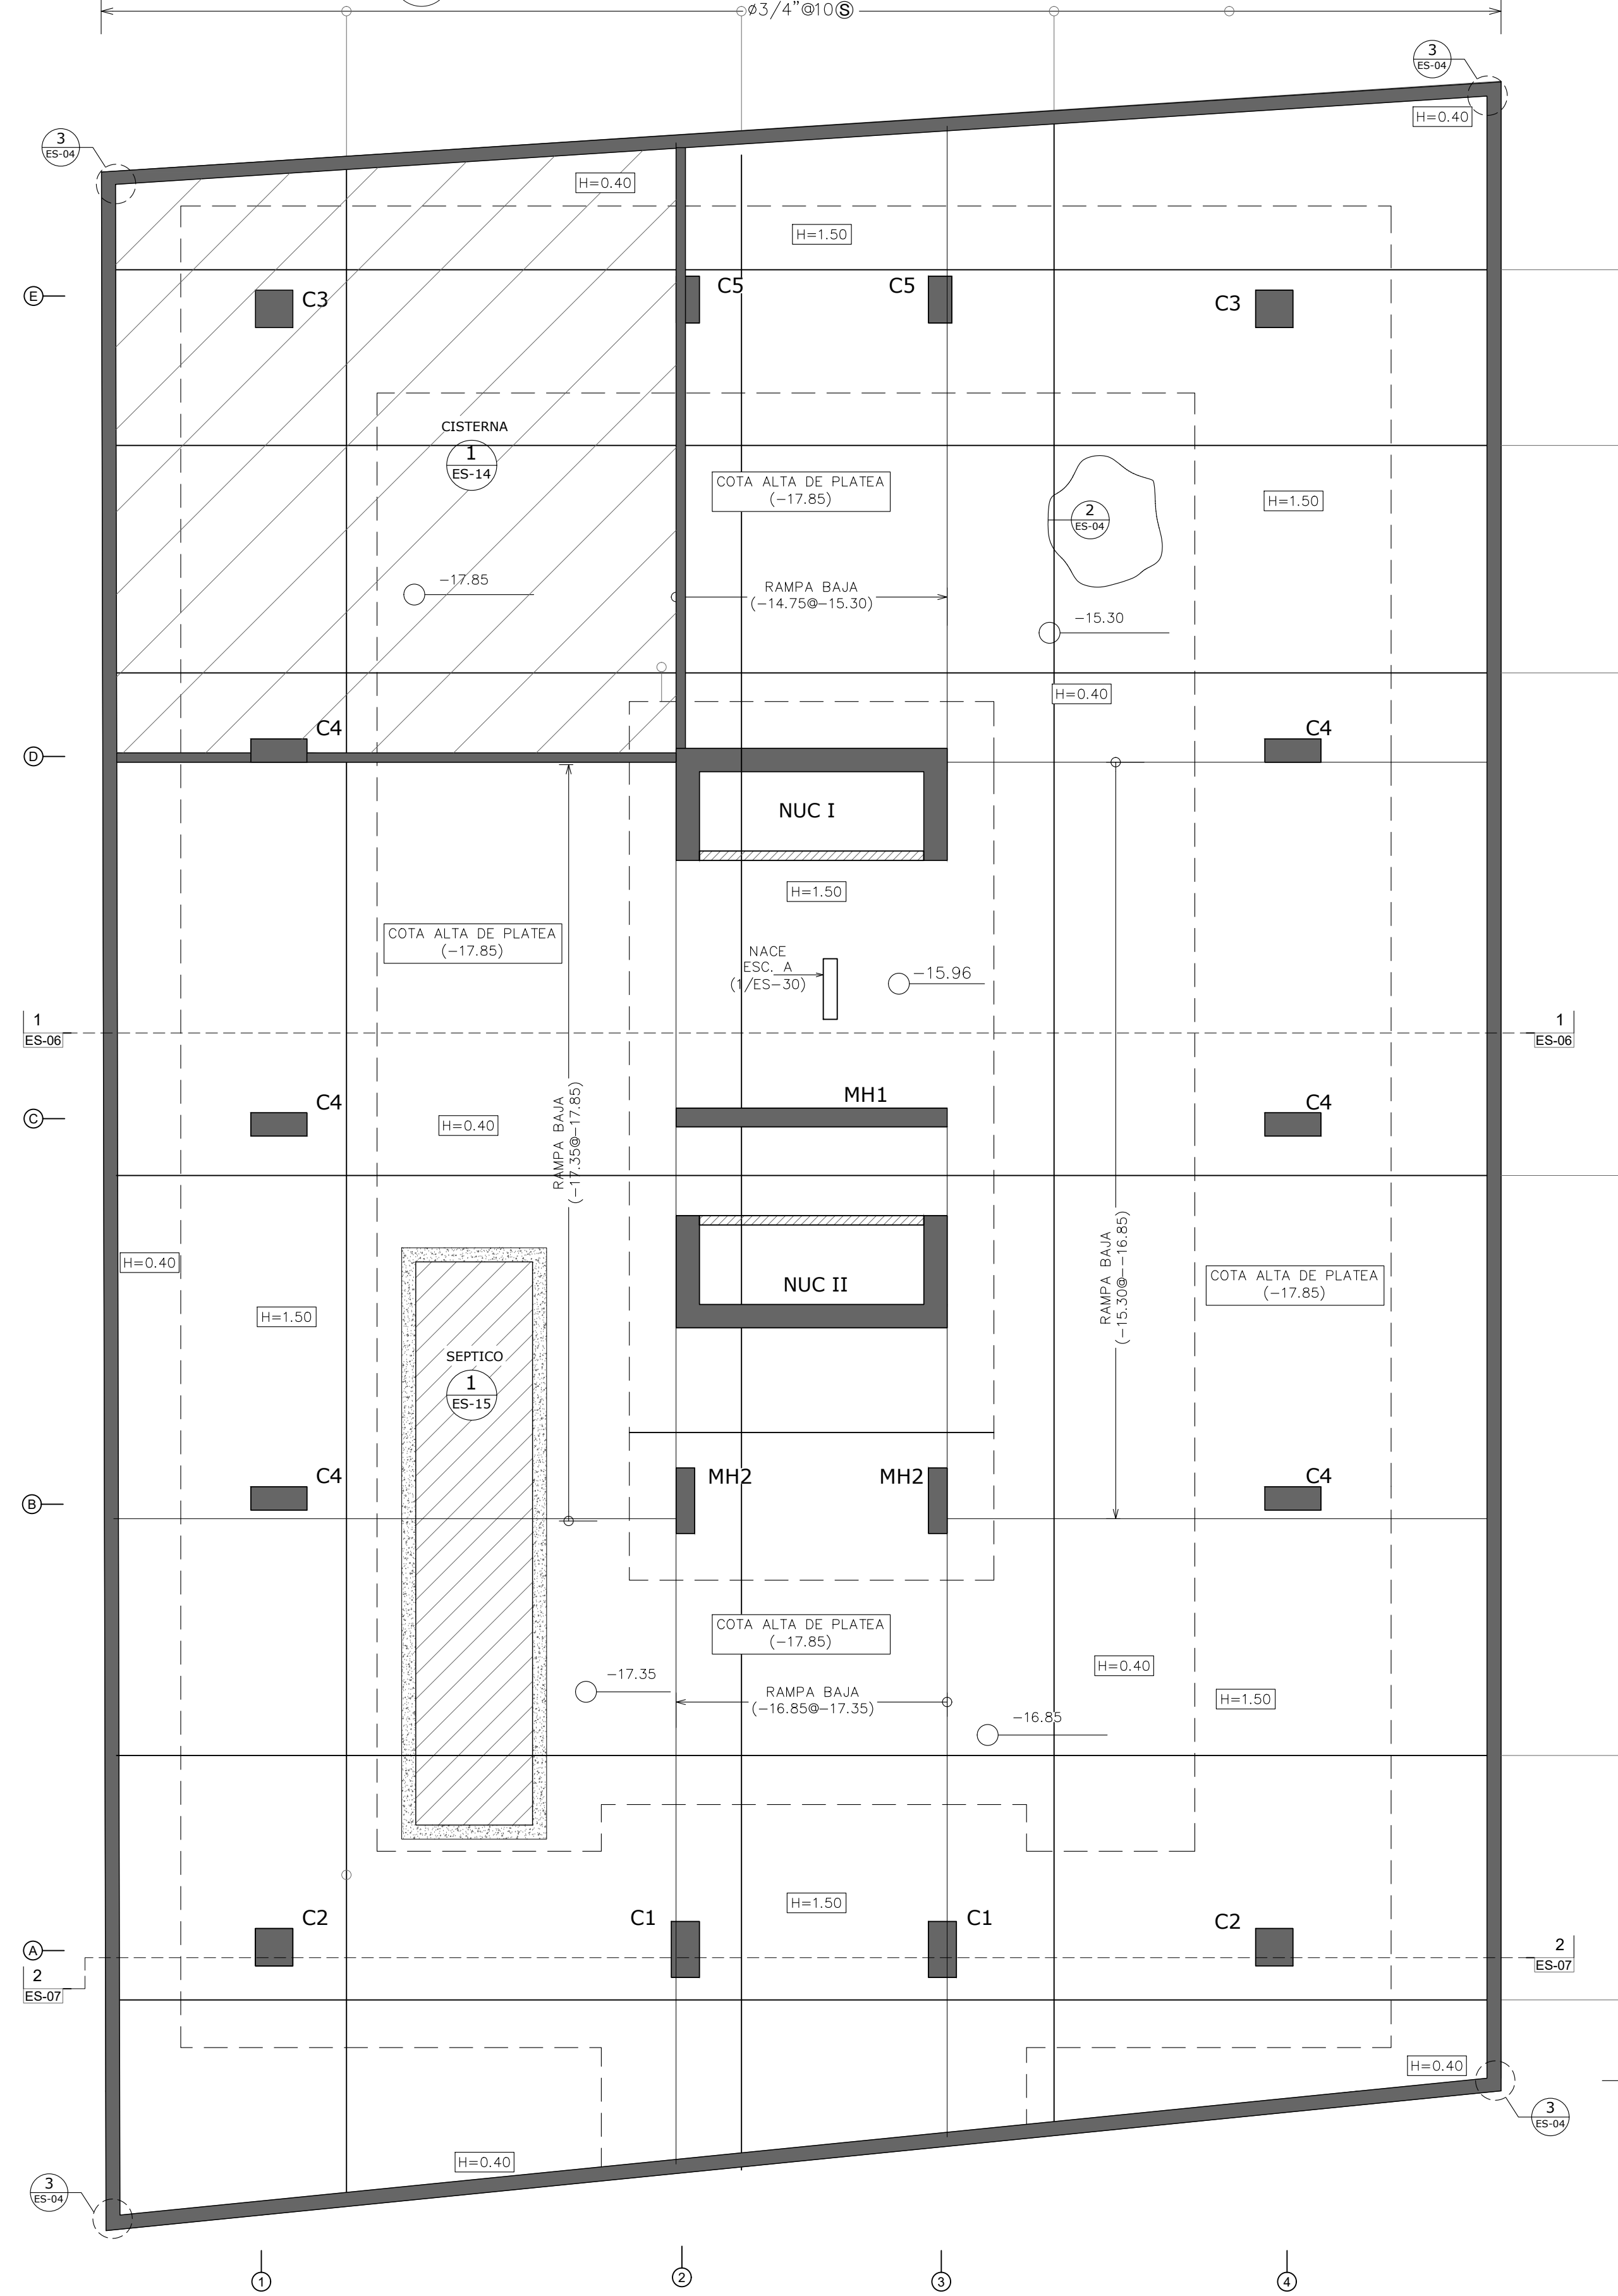 ø3/4"@10Ⓢ
3
ES-04
H=0.40
3
ES-04
H=0.40
H=1.50
E
C3
C5
C5
C3
CISTERNA
1
ES-14
COTA ALTA DE PLATEA
(-17.85)
H=1.50
2
ES-04
-17.85
RAMPA BAJA
(-14.75@-15.30)
-15.30
H=0.40
C4
C4
D
NUC I
H=1.50
COTA ALTA DE PLATEA
(-17.85)
NACE
ESC. A
(1/ES-30)
-15.96
1
ES-06
1
ES-06
C4
MH1
C4
C
H=0.40
RAMPA BAJA
(-17.35@-17.85)
H=0.40
H=1.50
NUC II
RAMPA BAJA
(-15.30@--16.85)
COTA ALTA DE PLATEA
(-17.85)
SEPTICO
1
ES-15
C4
MH2
MH2
C4
B
COTA ALTA DE PLATEA
(-17.85)
-17.35
RAMPA BAJA
(-16.85@-17.35)
-16.85
H=0.40
H=1.50
H=1.50
C2
C1
C1
C2
A
2
ES-07
2
ES-07
H=0.40
3
ES-04
H=0.40
3
ES-04
1
2
3
4